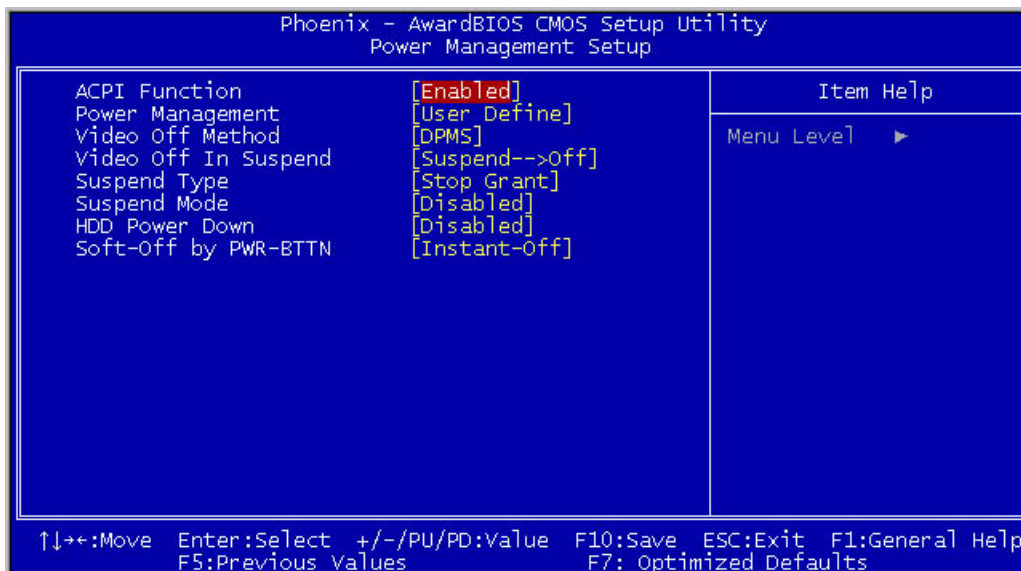 Phoenix - AwardBIOS CMOS Setup Utility
Power Management Setup
ACPI Function [Enabled]
Power Management [User Define]
Video Off Method [DPMS]
Video Off In Suspend [Suspend-->Off]
Suspend Type [Stop Grant]
Suspend Mode [Disabled]
HDD Power Down [Disabled]
Soft-Off by PWR-BTTN [Instant-Off]
Item Help
Menu Level ►
↑↓→←:Move Enter:Select +/-/PU/PD:Value F10:Save ESC:Exit F1:General Help
F5:Previous Values F7: Optimized Defaults